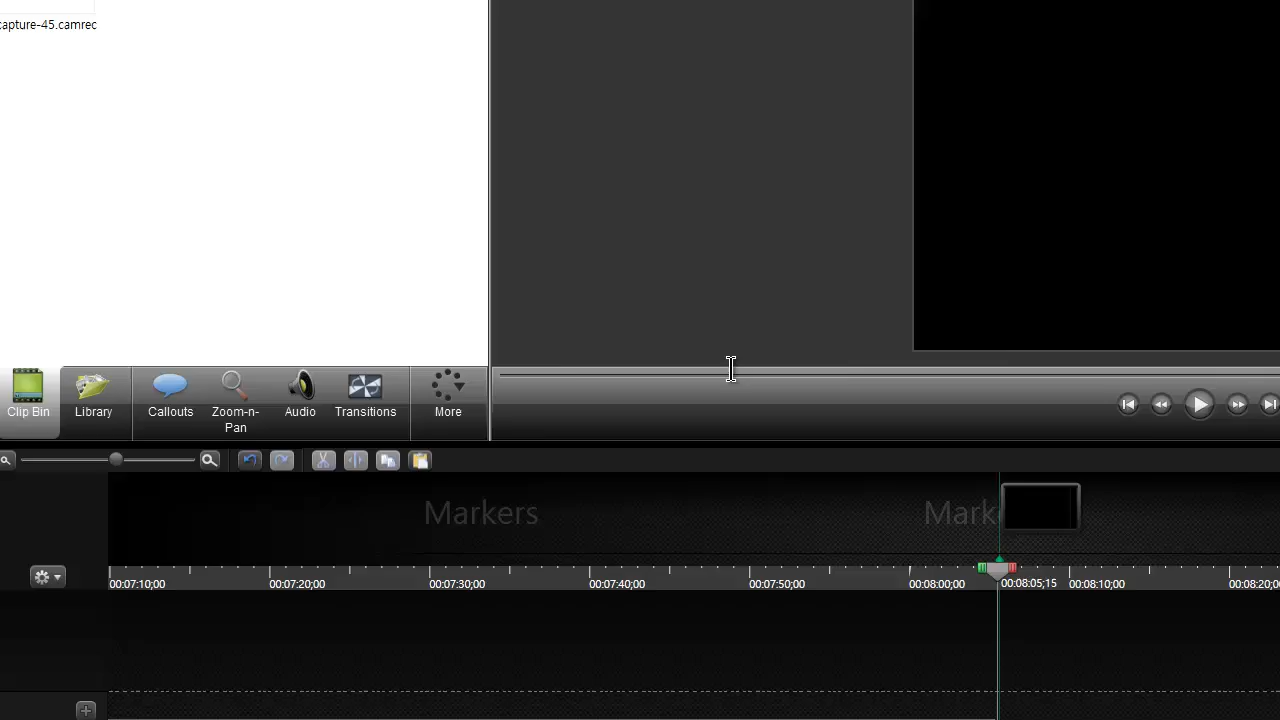 capture-45.camrec
Clip Bin
Library
Callouts
Zoom-n-
Pan
Audio
Transitions
More
Markers
Mark
00:07:10;00
00:07:20;00
00:07:30;00
00:07:40;00
00:07:50;00
00:08:00;00
00:08:05;15
00:08:10;00
00:08:20;0